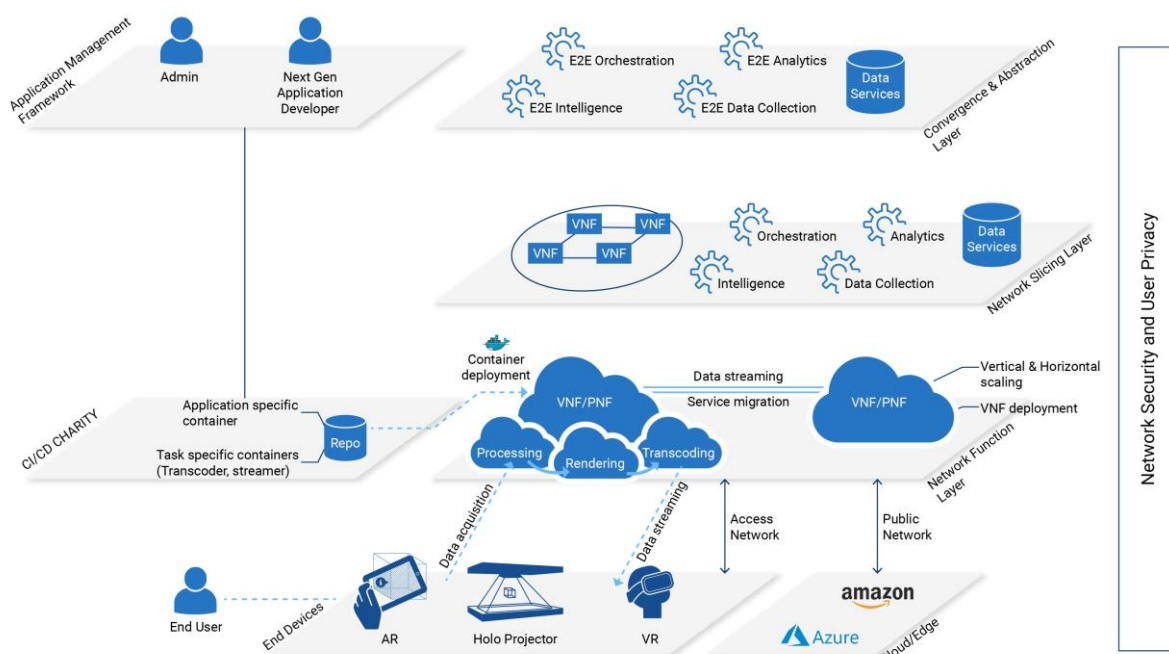 Application Management
Framework
Admin
Next Gen
Application
Developer
E2E Orchestration
E2E Analytics
E2E Intelligence
E2E Data Collection
Data
Services
Convergence & Abstraction
Layer
VNF
VNF
VNF
VNF
Orchestration
Analytics
Intelligence
Data Collection
Data
Services
Network Slicing Layer
Container
deployment
VNF/PNF
Processing
Rendering
Transcoding
Data streaming
Service migration
VNF/PNF
Vertical & Horizontal
scaling
VNF deployment
Network Function
Layer
CI/CD CHARITY
Application specific
container
Task specific containers
(Transcoder, streamer)
Repo
Data acquisition
Data streaming
Access
Network
Public
Network
End User
End Devices
AR
Holo Projector
VR
amazon
Azure
loud/Edge
Network Security and User Privacy